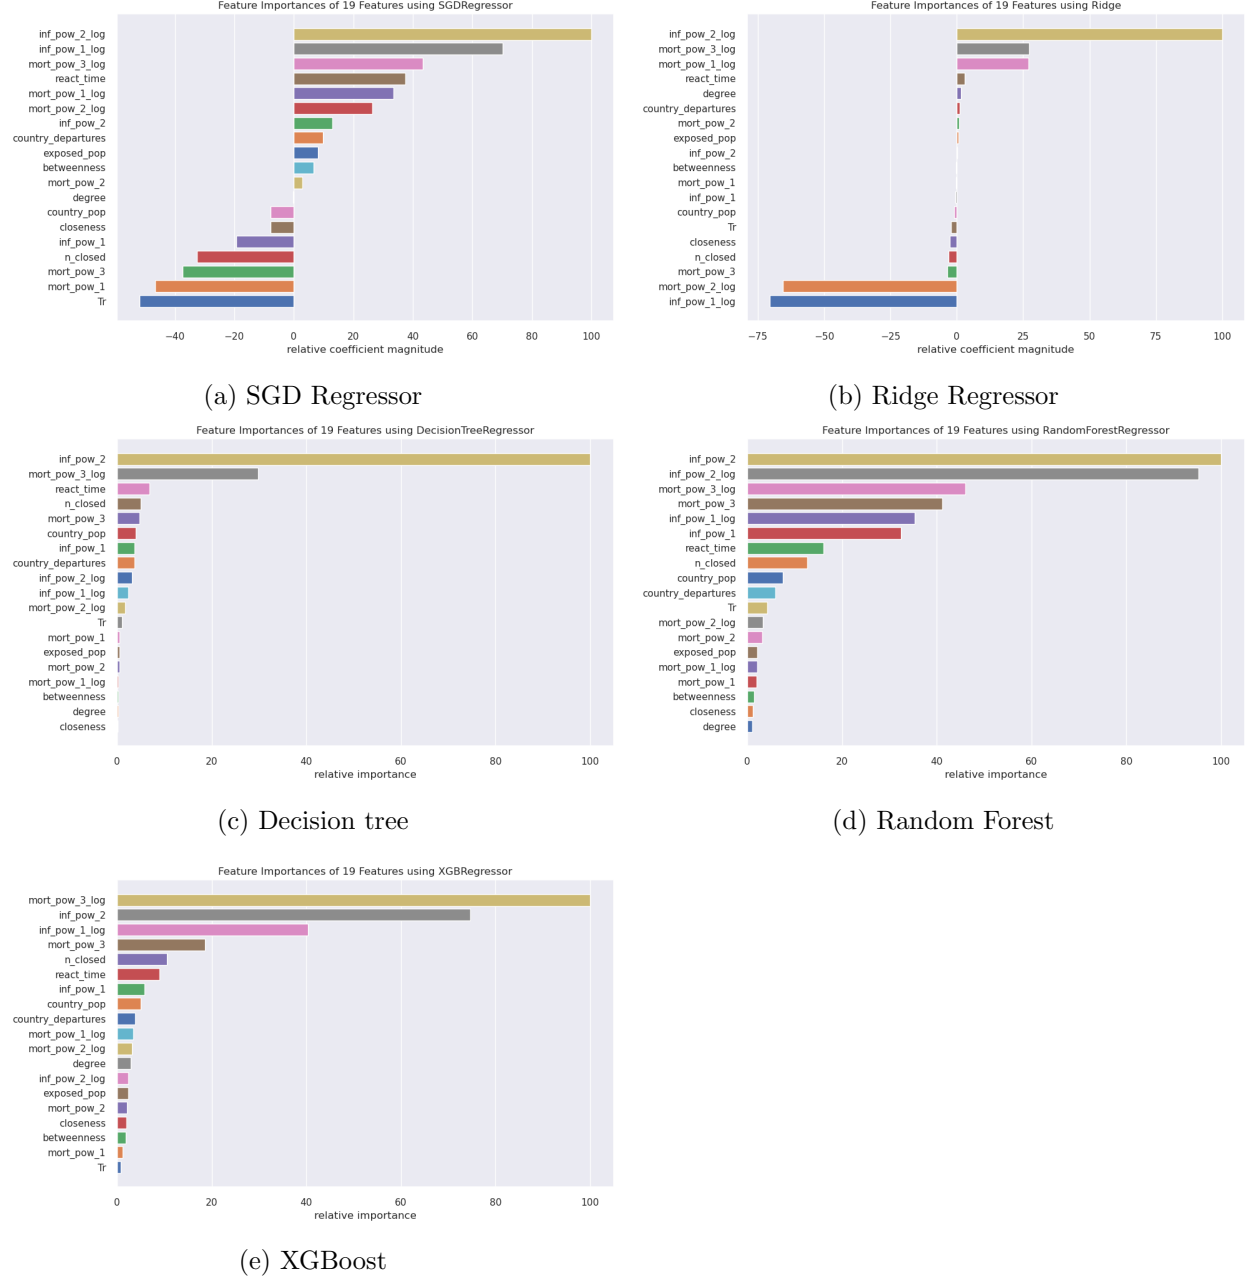 Feature Importances of 19 Features using SGDRegressor
inf_pow_2_log
inf_pow_1_log
mort_pow_3_log
react_time
mort_pow_1_log
mort_pow_2_log
inf_pow_2
country_departures
exposed_pop
betweenness
mort_pow_2
degree
country_pop
closeness
inf_pow_1
n_closed
mort_pow_3
mort_pow_1
Tr
−40 −20 0 20 40 60 80 100
relative coefficient magnitude
(a) SGD Regressor
Feature Importances of 19 Features using Ridge
inf_pow_2_log
mort_pow_3_log
mort_pow_1_log
react_time
degree
country_departures
mort_pow_2
exposed_pop
inf_pow_2
betweenness
mort_pow_1
inf_pow_1
country_pop
Tr
closeness
n_closed
mort_pow_3
mort_pow_2_log
inf_pow_1_log
−75 −50 −25 0 25 50 75 100
relative coefficient magnitude
(b) Ridge Regressor
Feature Importances of 19 Features using DecisionTreeRegressor
inf_pow_2
mort_pow_3_log
react_time
n_closed
mort_pow_3
country_pop
inf_pow_1
country_departures
inf_pow_2_log
inf_pow_1_log
mort_pow_2_log
Tr
mort_pow_1
exposed_pop
mort_pow_2
mort_pow_1_log
betweenness
degree
closeness
0 20 40 60 80 100
relative importance
(c) Decision tree
Feature Importances of 19 Features using RandomForestRegressor
inf_pow_2
inf_pow_2_log
mort_pow_3_log
mort_pow_3
inf_pow_1_log
inf_pow_1
react_time
n_closed
country_pop
country_departures
Tr
mort_pow_2_log
mort_pow_2
exposed_pop
mort_pow_1_log
mort_pow_1
betweenness
closeness
degree
0 20 40 60 80 100
relative importance
(d) Random Forest
Feature Importances of 19 Features using XGBRegressor
mort_pow_3_log
inf_pow_2
inf_pow_1_log
mort_pow_3
n_closed
react_time
inf_pow_1
country_pop
country_departures
mort_pow_1_log
mort_pow_2_log
degree
inf_pow_2_log
exposed_pop
mort_pow_2
closeness
betweenness
mort_pow_1
Tr
0 20 40 60 80 100
relative importance
(e) XGBoost